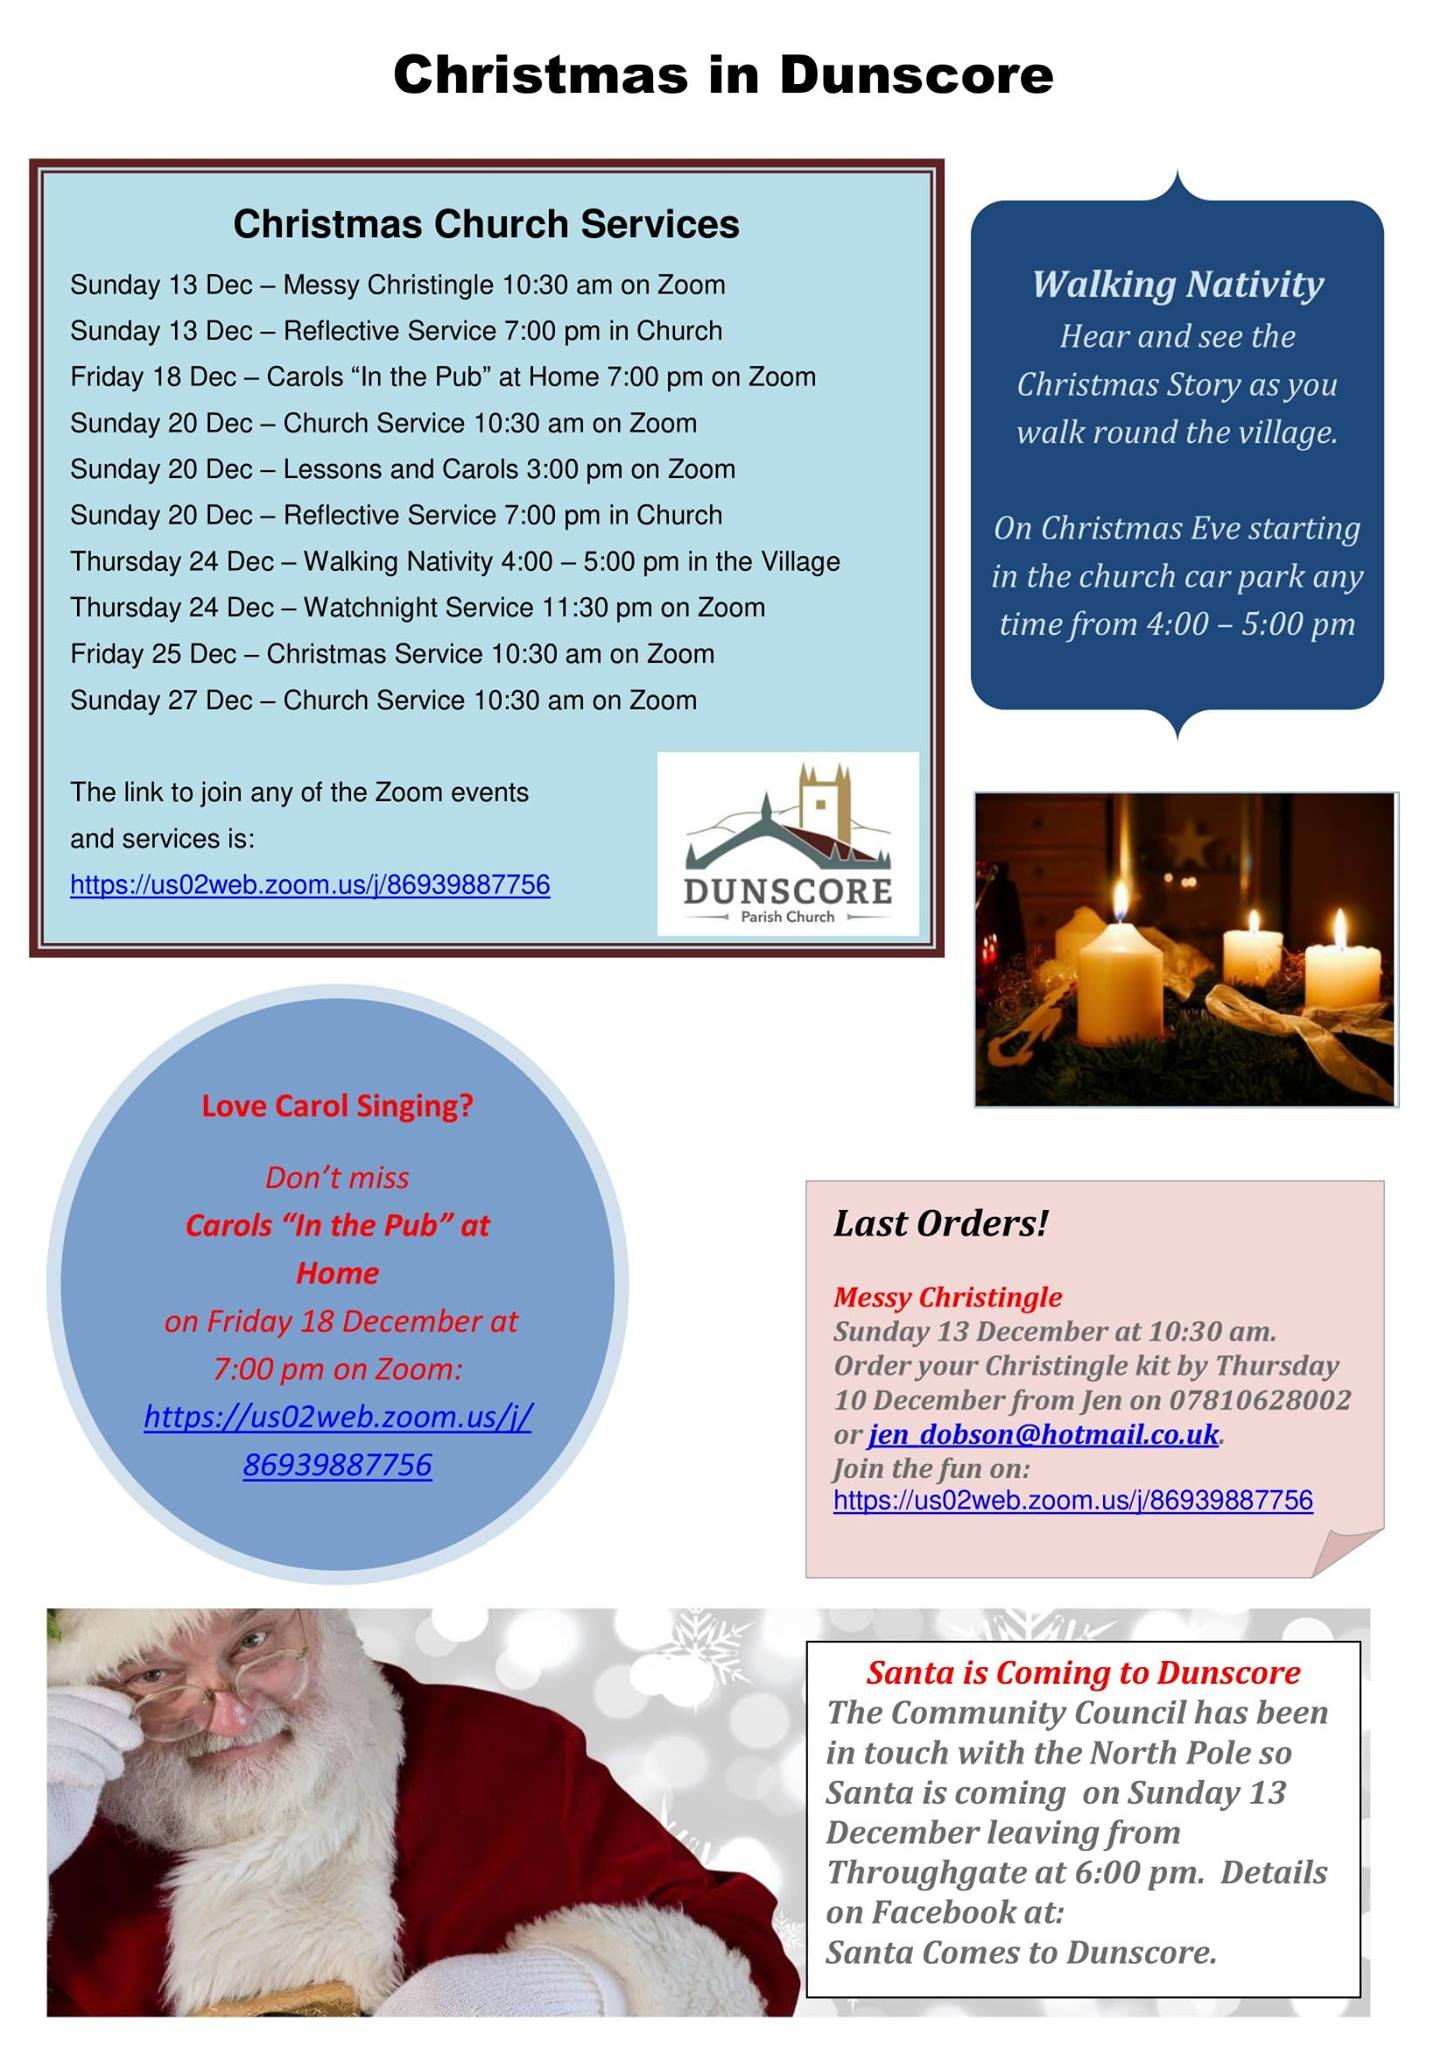 Christmas in Dunscore
Christmas Church Services
Sunday 13 Dec – Messy Christingle 10:30 am on Zoom
Sunday 13 Dec – Reflective Service 7:00 pm in Church
Friday 18 Dec – Carols “In the Pub” at Home 7:00 pm on Zoom
Sunday 20 Dec – Church Service 10:30 am on Zoom
Sunday 20 Dec – Lessons and Carols 3:00 pm on Zoom
Sunday 20 Dec – Reflective Service 7:00 pm in Church
Thursday 24 Dec – Walking Nativity 4:00 – 5:00 pm in the Village
Thursday 24 Dec – Watchnight Service 11:30 pm on Zoom
Friday 25 Dec – Christmas Service 10:30 am on Zoom
Sunday 27 Dec – Church Service 10:30 am on Zoom
The link to join any of the Zoom events
and services is:
https://us02web.zoom.us/j/86939887756
DUNSCORE
Parish Church
Walking Nativity
Hear and see the
Christmas Story as you
walk round the village.
On Christmas Eve starting
in the church car park any
time from 4:00 – 5:00 pm
Love Carol Singing?
Don’t miss
Carols “In the Pub” at
Home
on Friday 18 December at
7:00 pm on Zoom:
https://us02web.zoom.us/j/
86939887756
Last Orders!
Messy Christingle
Sunday 13 December at 10:30 am.
Order your Christingle kit by Thursday
10 December from Jen on 07810628002
or jen_dobson@hotmail.co.uk.
Join the fun on:
https://us02web.zoom.us/j/86939887756
Santa is Coming to Dunscore
The Community Council has been
in touch with the North Pole so
Santa is coming  on Sunday 13
December leaving from
Throughgate at 6:00 pm.  Details
on Facebook at:
Santa Comes to Dunscore.